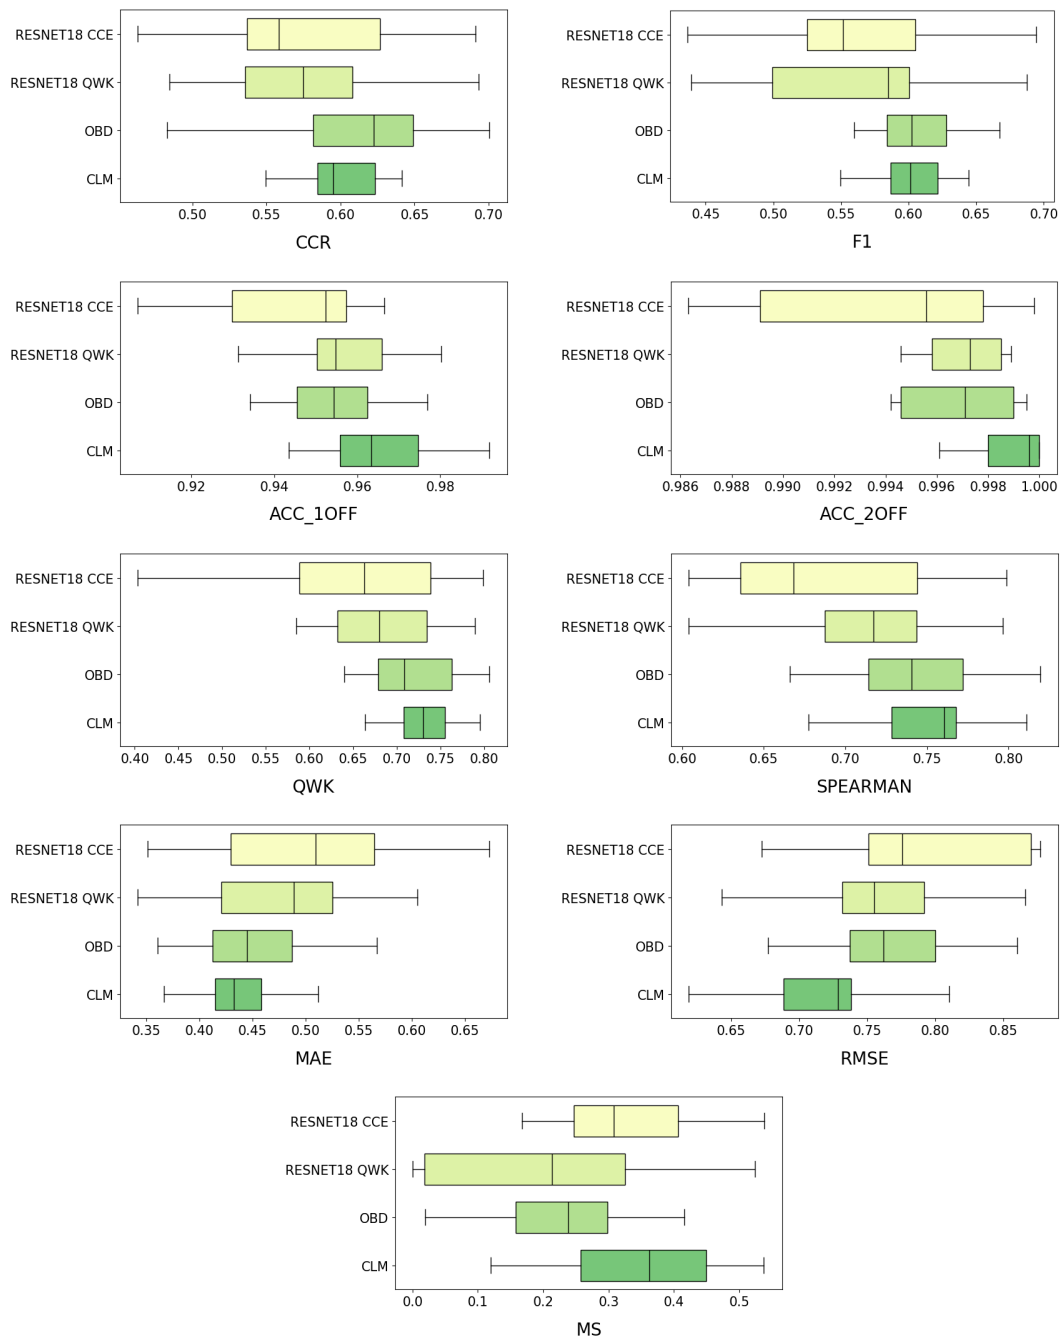 RESNET18 CCE
RESNET18 QWK
OBD
CLM
0.50 0.55 0.60 0.65 0.70
CCR
RESNET18 CCE
RESNET18 QWK
OBD
CLM
0.45 0.50 0.55 0.60 0.65 0.70
F1
RESNET18 CCE
RESNET18 QWK
OBD
CLM
0.92 0.94 0.96 0.98
ACC_1OFF
RESNET18 CCE
RESNET18 QWK
OBD
CLM
0.986 0.988 0.990 0.992 0.994 0.996 0.998 1.000
ACC_2OFF
RESNET18 CCE
RESNET18 QWK
OBD
CLM
0.40 0.45 0.50 0.55 0.60 0.65 0.70 0.75 0.80
QWK
RESNET18 CCE
RESNET18 QWK
OBD
CLM
0.60 0.65 0.70 0.75 0.80
SPEARMAN
RESNET18 CCE
RESNET18 QWK
OBD
CLM
0.35 0.40 0.45 0.50 0.55 0.60 0.65
MAE
RESNET18 CCE
RESNET18 QWK
OBD
CLM
0.65 0.70 0.75 0.80 0.85
RMSE
RESNET18 CCE
RESNET18 QWK
OBD
CLM
0.0 0.1 0.2 0.3 0.4 0.5
MS